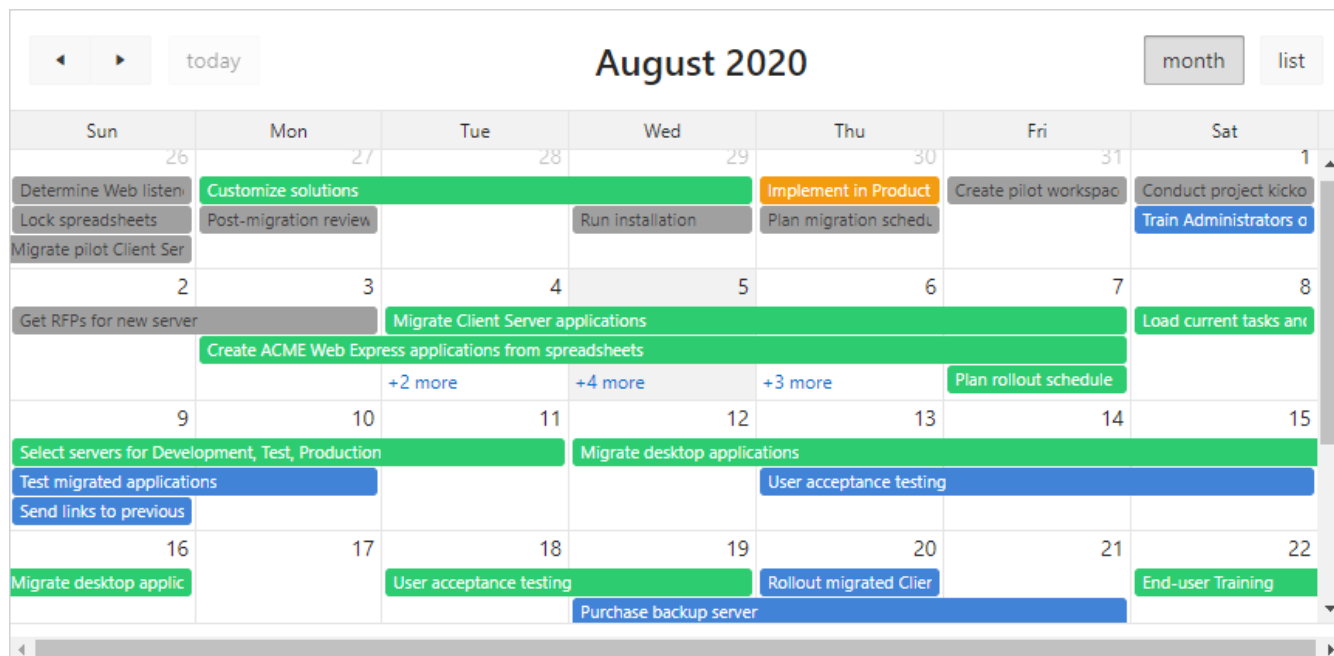 today
August 2020
month
list
Sun Mon Tue Wed Thu Fri Sat
26 27 28 29 30 31 1
Determine Web listen Customize solutions Implement in Product Create pilot workspac Conduct project kicko
Lock spreadsheets Post-migration review Run installation Plan migration schedu Train Administrators o
Migrate pilot Client Ser
2 3 4 5 6 7 8
Get RFPs for new server Migrate Client Server applications Load current tasks and
Create ACME Web Express applications from spreadsheets
+2 more +4 more +3 more Plan rollout schedule
9 10 11 12 13 14 15
Select servers for Development, Test, Production Migrate desktop applications
Test migrated applications User acceptance testing
Send links to previous
16 17 18 19 20 21 22
Migrate desktop applic User acceptance testing Rollout migrated Clier End-user Training
Purchase backup server